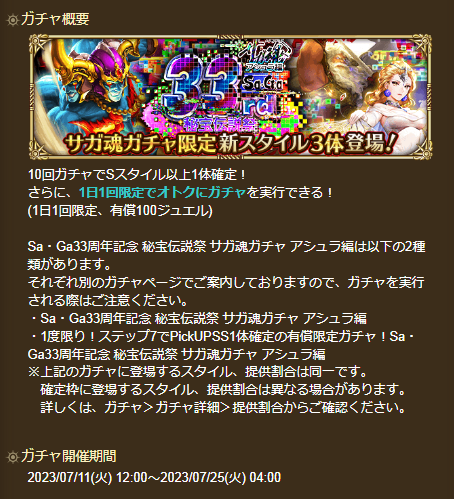 ガチャ概要
サガ魂
アシュラ編
33rd
SaGa
秘宝伝説祭
サガ魂ガチャ限定新スタイル3体登場!
10回ガチャでSスタイル以上1体確定！
さらに、1日1回限定でオトクにガチャを実行できる！
(1日1回限定、有償100ジュエル)
Sa・Ga33周年記念 秘宝伝説祭 サガ魂ガチャ アシュラ編は以下の2種
類があります。
それぞれ別のガチャページでご案内しておりますので、ガチャを実行
される際はご注意ください。
・Sa・Ga33周年記念 秘宝伝説祭 サガ魂ガチャ アシュラ編
・1度限り！ステップ7でPickUPSS1体確定の有償限定ガチャ！Sa・
Ga33周年記念 秘宝伝説祭 サガ魂ガチャ アシュラ編
※上記のガチャに登場するスタイル、提供割合は同一です。
確定枠に登場するスタイル、提供割合は異なる場合があります。
詳しくは、ガチャ＞ガチャ詳細＞提供割合からご確認ください。
ガチャ開催期間
2023/07/11(火) 12:00～2023/07/25(火) 04:00